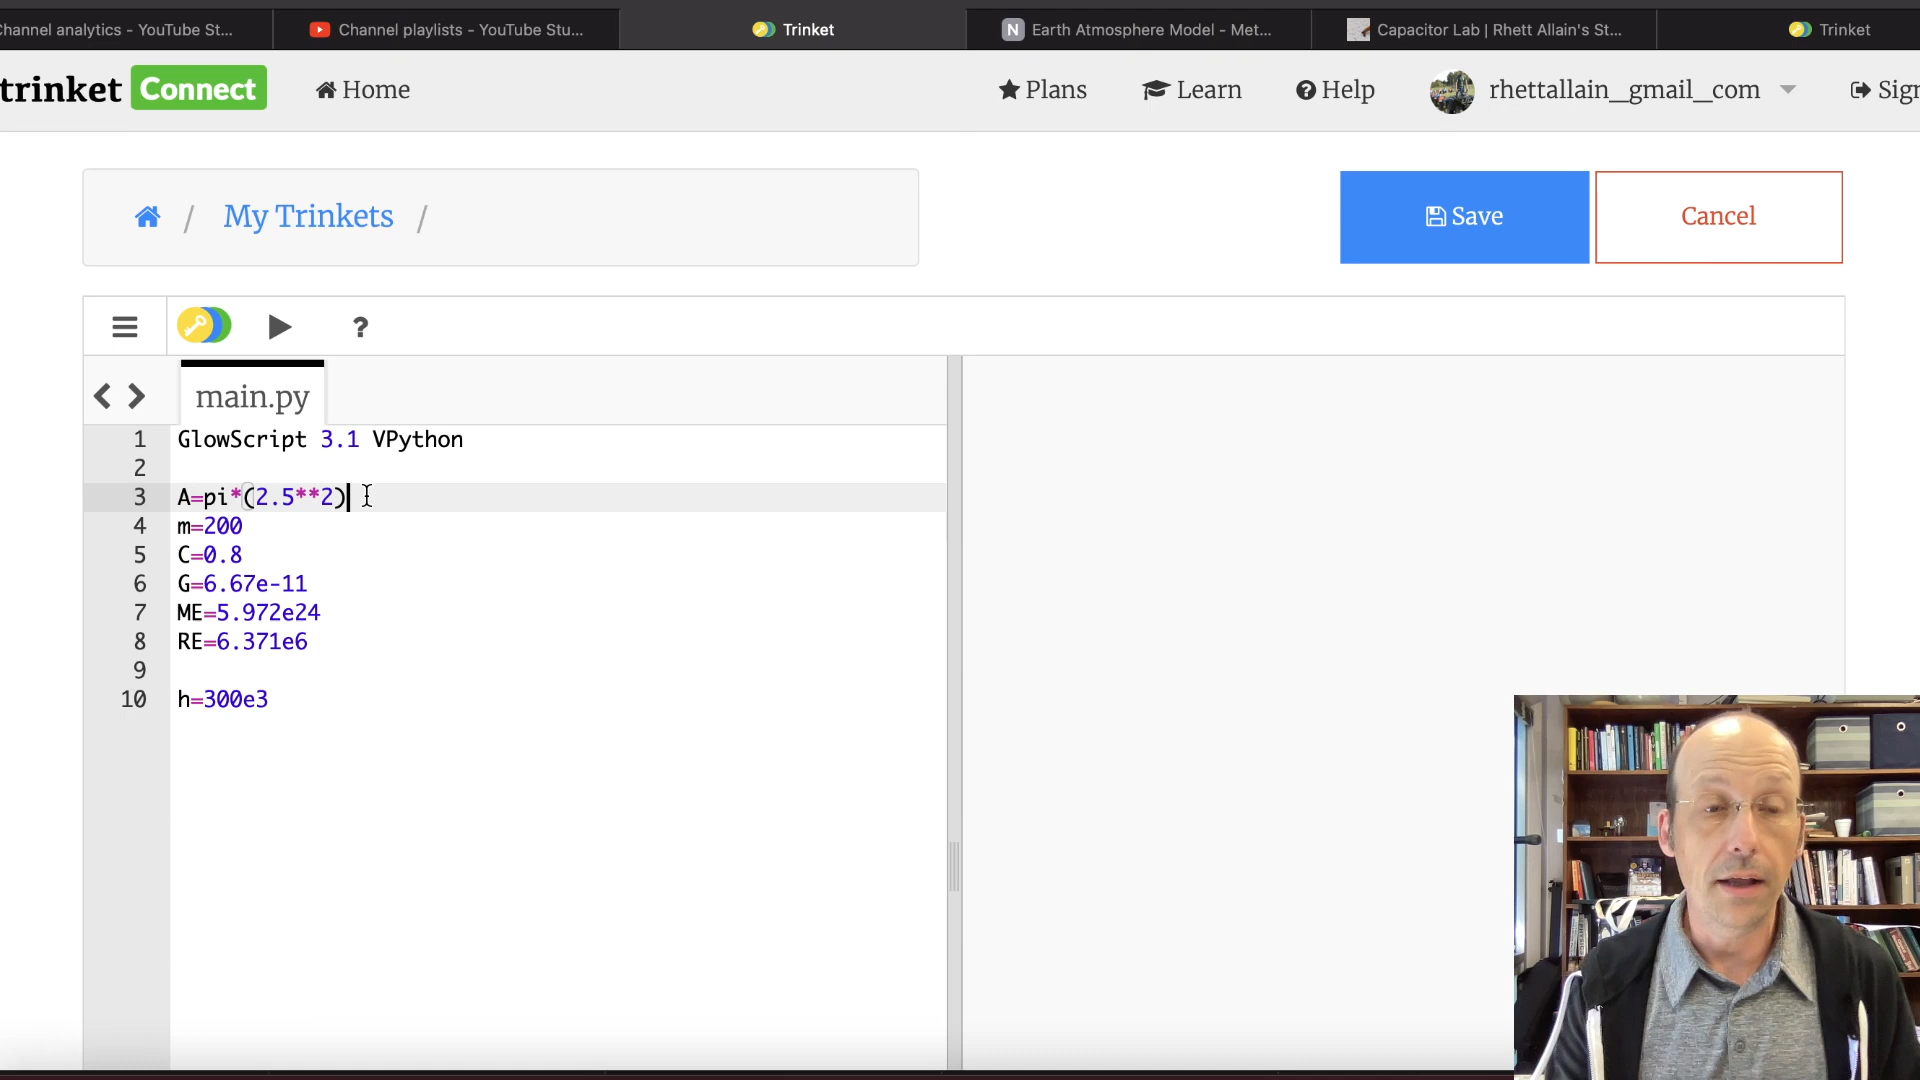 Channel analytics - YouTube St...
Channel playlists - YouTube Stu...
Trinket
N Earth Atmosphere Model - Met...
Capacitor Lab | Rhett Allain's St...
Trinket
trinket Connect
Home
Plans
Learn
Help
rhettallain_gmail_com
Sign
/ My Trinkets /
Save
Cancel
?
main.py
1 GlowScript 3.1 VPython
2
3 A=pi*(2.5**2)
4 m=200
5 C=0.8
6 G=6.67e-11
7 ME=5.972e24
8 RE=6.371e6
9
10 h=300e3